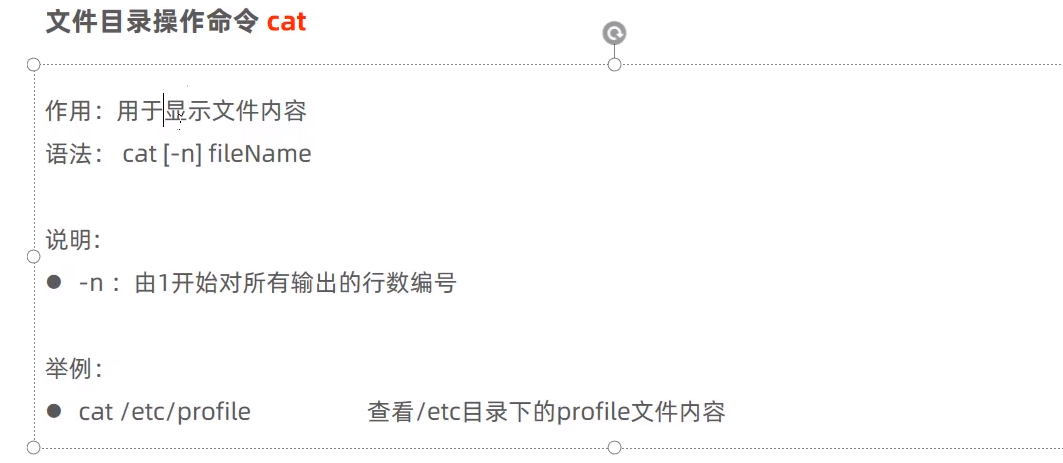 文件目录操作命令 cat
作用：用于显示文件内容
语法： cat [-n] fileName
说明：
-n ：由1开始对所有输出的行数编号
举例：
cat /etc/profile 查看/etc目录下的profile文件内容